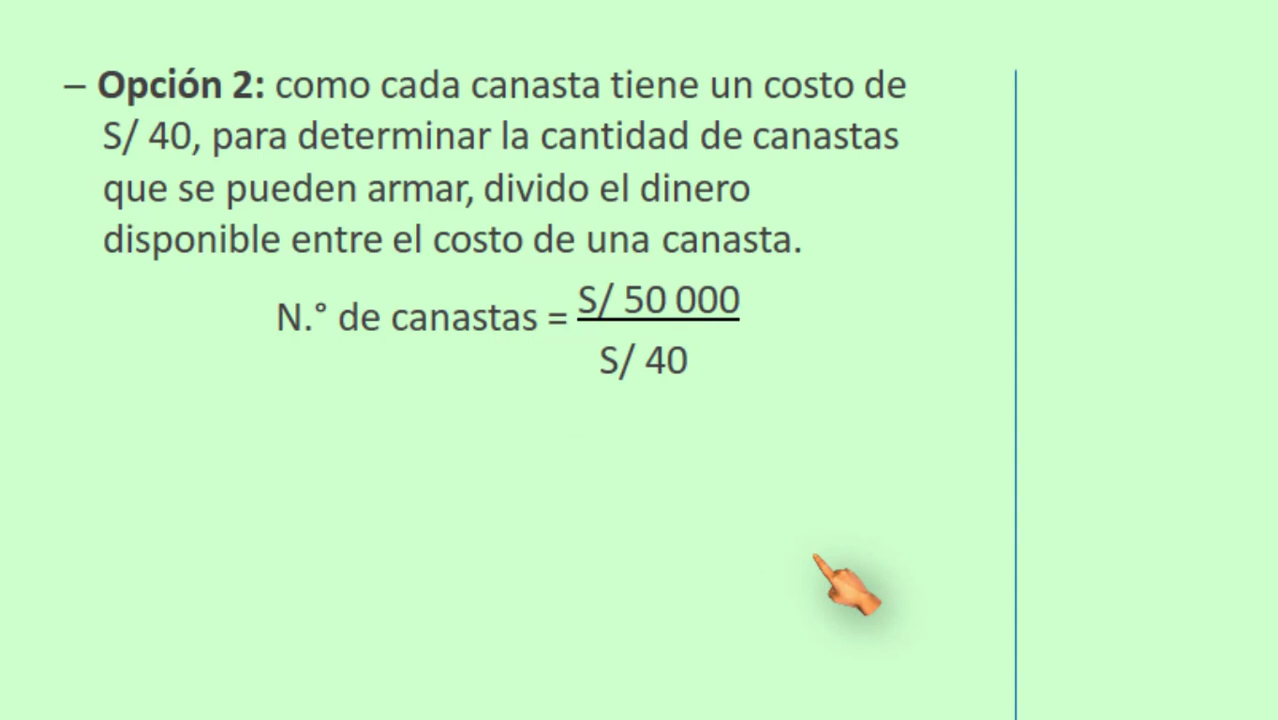 – Opción 2: como cada canasta tiene un costo de
S/ 40, para determinar la cantidad de canastas
que se pueden armar, divido el dinero
disponible entre el costo de una canasta.
N.° de canastas = S/ 50 000
S/ 40